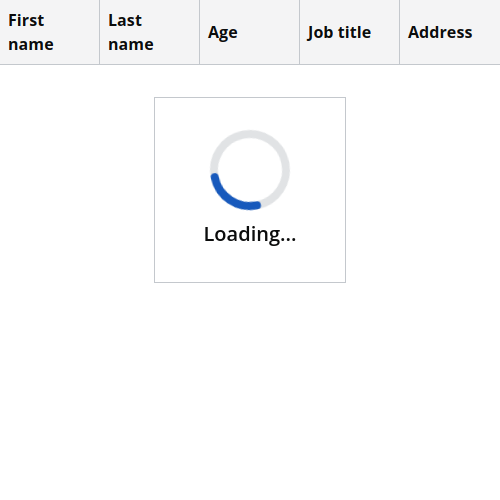 First name
Last name
Age
Job title
Address
Loading...